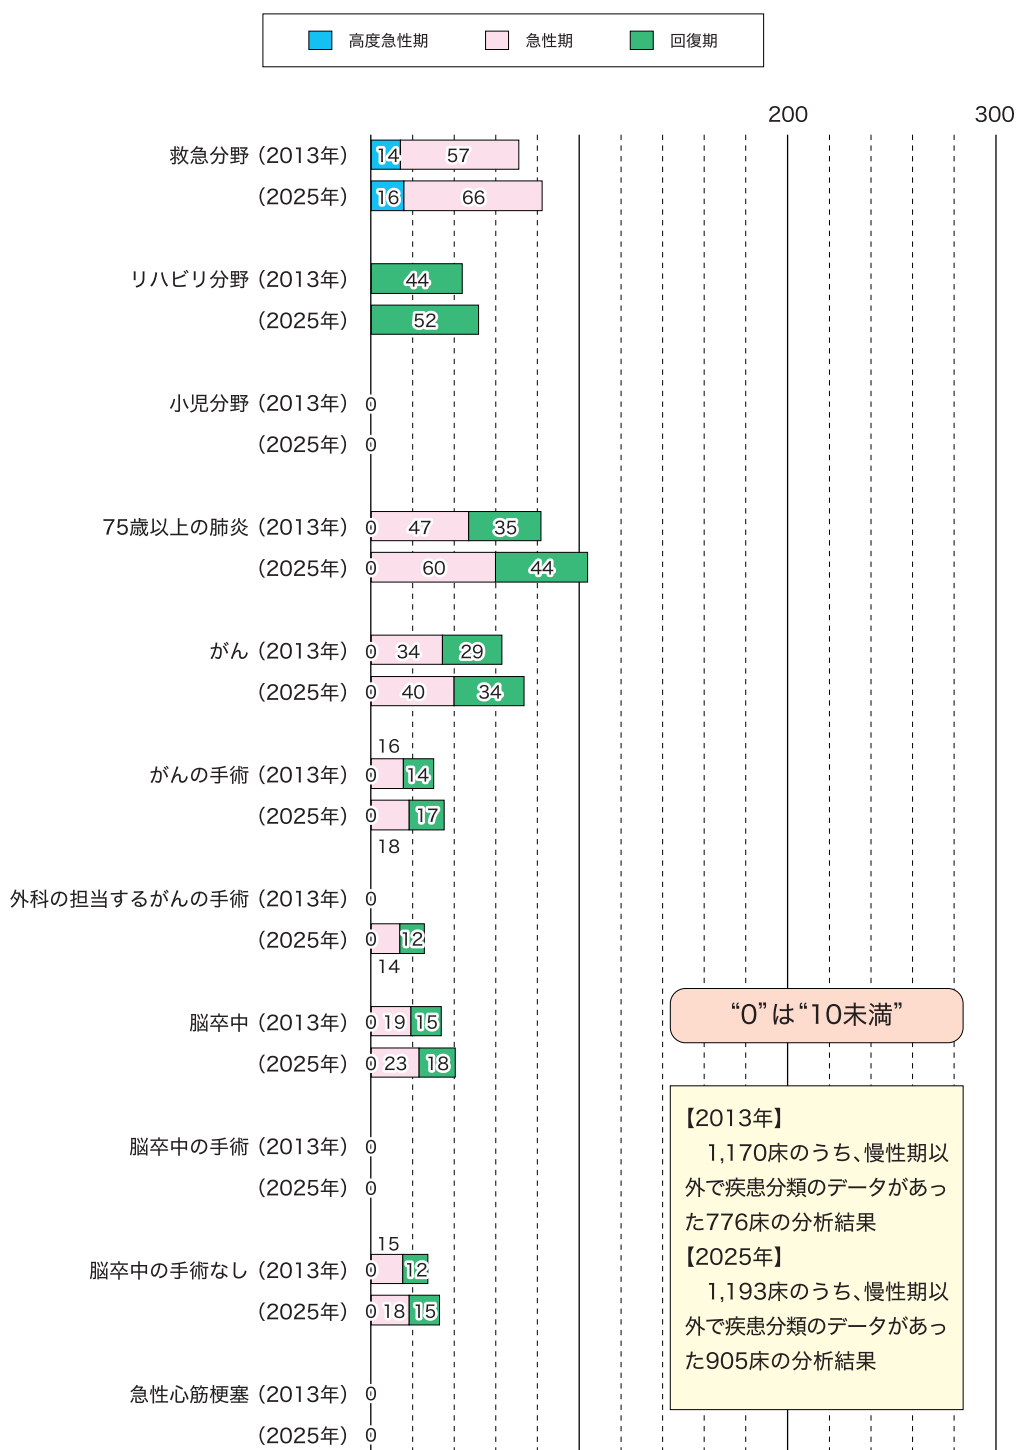 高度急性期 急性期 回復期
200 300
救急分野（2013年） 14 57
（2025年） 16 66
リハビリ分野（2013年） 44
（2025年） 52
小児分野（2013年） 0
（2025年） 0
75歳以上の肺炎（2013年） 0 47 35
（2025年） 0 60 44
がん（2013年） 0 34 29
（2025年） 0 40 34
16
がんの手術（2013年） 0 14
（2025年） 0 17
18
外科の担当するがんの手術（2013年） 0
（2025年） 0 12
14
脳卒中（2013年） 0 19 15
（2025年） 0 23 18
脳卒中の手術（2013年） 0
（2025年） 0
15
脳卒中の手術なし（2013年） 0 12
（2025年） 0 18 15
急性心筋梗塞（2013年） 0
（2025年） 0
“0”は“10未満”
【2013年】
1,170床のうち、慢性期以
外で疾患分類のデータがあっ
た776床の分析結果
【2025年】
1,193床のうち、慢性期以
外で疾患分類のデータがあっ
た905床の分析結果